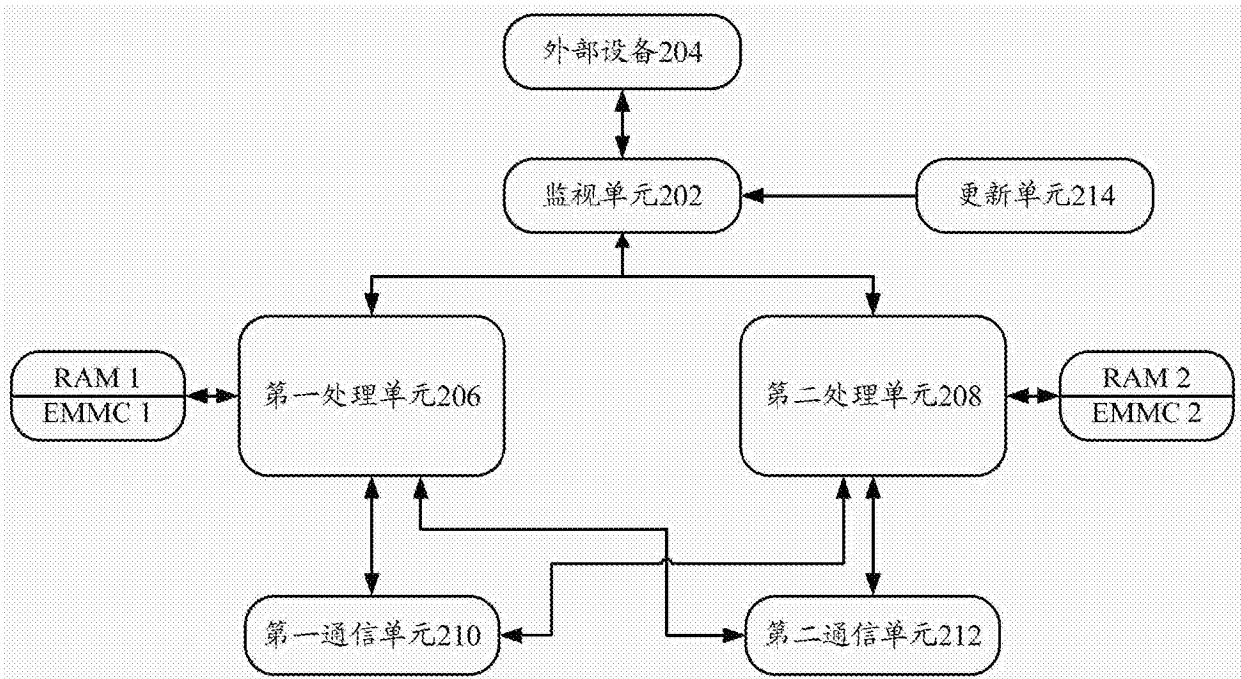 外部设备204
监视单元202
更新单元214
RAM 1
EMMC 1
第一处理单元206
第二处理单元208
RAM 2
EMMC 2
第一通信单元210
第二通信单元212